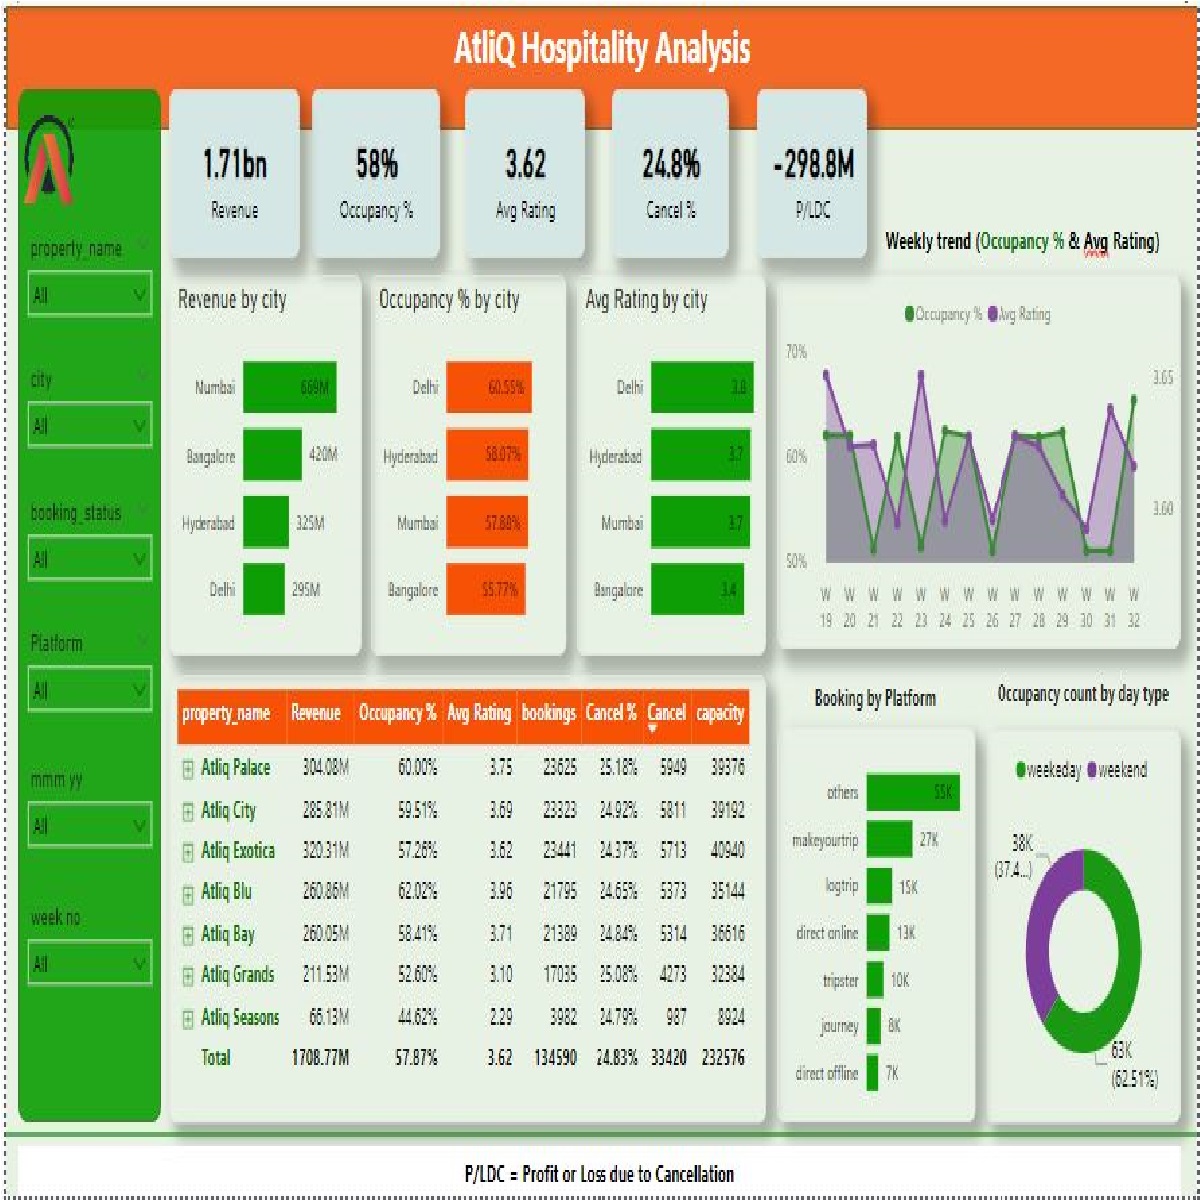 AtliQ Hospitality Analysis
1.71bn
Revenue
58%
Occupancy %
3.62
Avg Rating
24.8%
Cancel %
-298.8M
P/LDC
property_name
All
city
All
booking_status
All
Platform
All
mmm yy
All
week no
All
Revenue by city
Mumbai 669M
Bangalore 420M
Hyderabad 325M
Delhi 295M
Occupancy % by city
Delhi 60.55%
Hyderabad 58.07%
Mumbai 57.88%
Bangalore 55.77%
Avg Rating by city
Delhi 3.8
Hyderabad 3.7
Mumbai 3.7
Bangalore 3.4
Weekly trend (Occupancy % & Avg Rating)
Occupancy % Avg Rating
70%
60%
50%
3.65
3.60
W W W W W W W W W W W W W W
19 20 21 22 23 24 25 26 27 28 29 30 31 32
property_name Revenue Occupancy % Avg Rating bookings Cancel % Cancel capacity
Atliq Palace 304.08M 60.00% 3.75 23625 25.18% 5949 39376
Atliq City 285.81M 59.51% 3.69 23323 24.92% 5811 39192
Atliq Exotica 320.31M 57.26% 3.62 23441 24.37% 5713 40940
Atliq Blu 260.86M 62.02% 3.96 21795 24.65% 5373 35144
Atliq Bay 260.05M 58.41% 3.71 21389 24.84% 5314 36616
Atliq Grands 211.53M 52.60% 3.10 17035 25.08% 4273 32384
Atliq Seasons 66.13M 44.62% 2.29 3982 24.79% 987 8924
Total 1708.77M 57.87% 3.62 134590 24.83% 33420 232576
Booking by Platform
others 55K
makeyourtrip 27K
logtrip 15K
direct online 13K
tripster 10K
journey 8K
direct offline 7K
Occupancy count by day type
weekeday weekend
38K
(37.4...)
63K
(62.51%)
P/LDC = Profit or Loss due to Cancellation